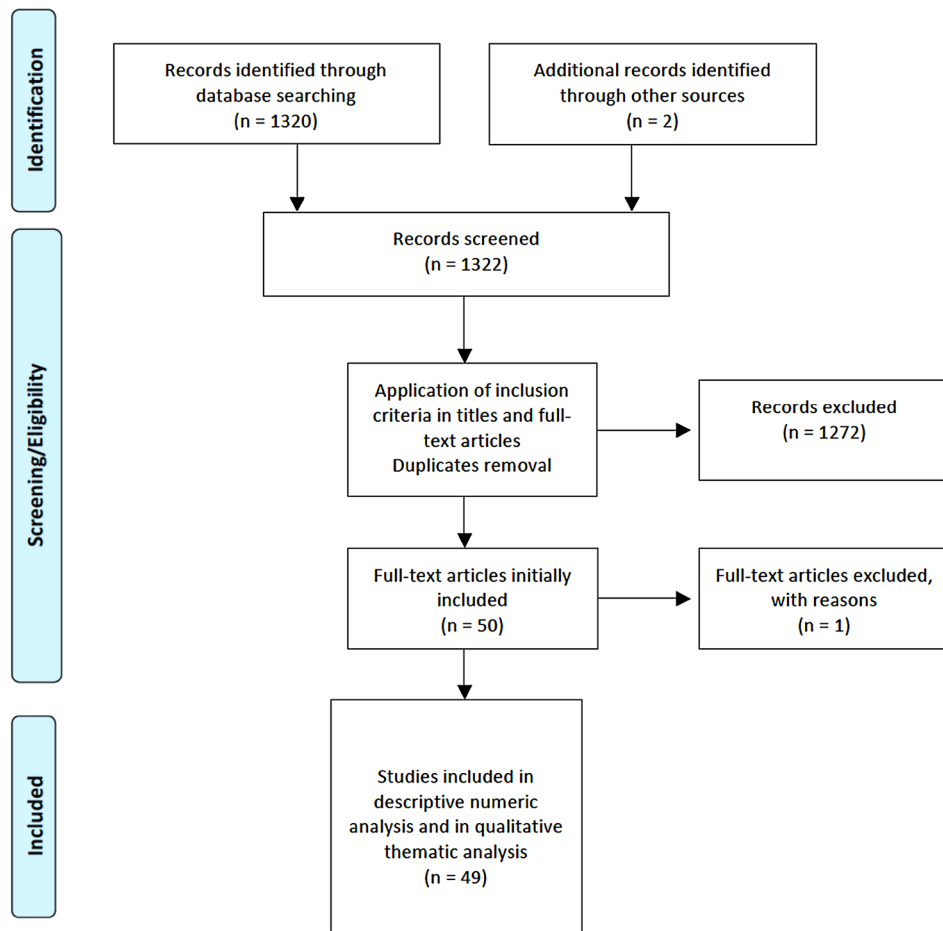 Identification
Records identified through
database searching
(n = 1320)
Additional records identified
through other sources
(n = 2)
Screening/Eligibility
Records screened
(n = 1322)
Application of inclusion
criteria in titles and full-
text articles
Duplicates removal
Records excluded
(n = 1272)
Full-text articles initially
included
(n = 50)
Full-text articles excluded,
with reasons
(n = 1)
Included
Studies included in
descriptive numeric
analysis and in qualitative
thematic analysis
(n = 49)